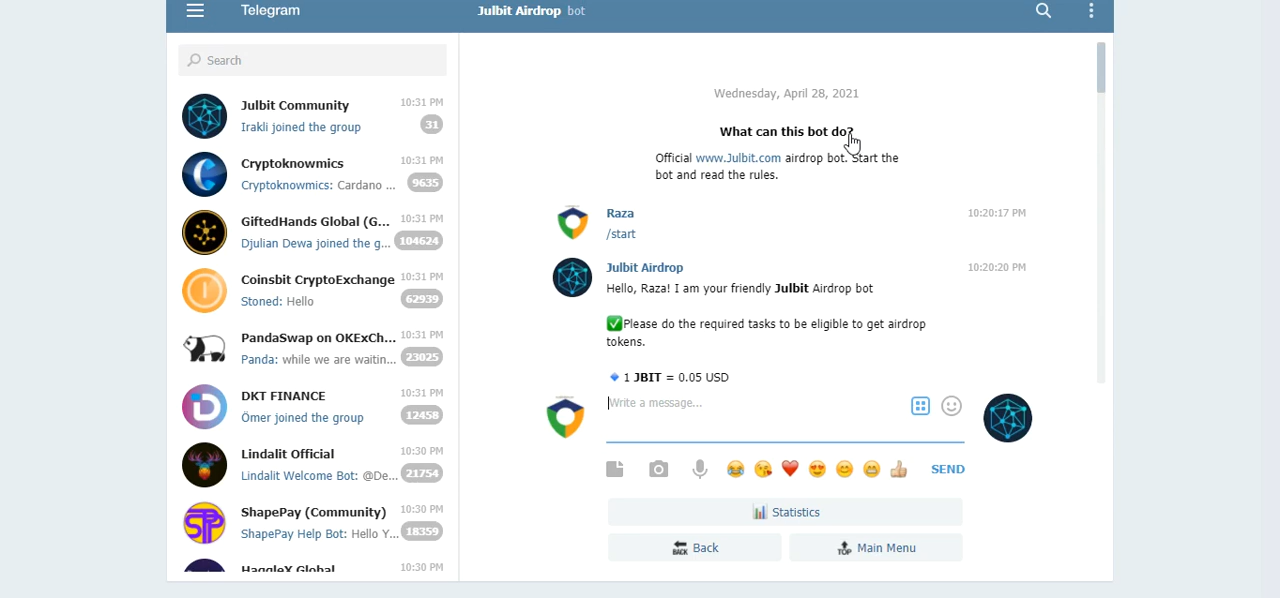 Telegram
Julbit Airdrop bot
Search
Julbit Community 10:31 PM
Irakli joined the group 31
Cryptoknowmics 10:31 PM
Cryptoknowmics: Cardano ... 9635
GiftedHands Global (G... 10:31 PM
Djulian Dewa joined the g... 104624
Coinsbit CryptoExchange 10:31 PM
Stoned: Hello 62939
PandaSwap on OKExCh... 10:31 PM
Panda: while we are waitin... 23025
DKT FINANCE 10:31 PM
Ömer joined the group 12458
Lindalit Official 10:30 PM
Lindalit Welcome Bot: @De... 21754
ShapePay (Community) 10:30 PM
ShapePay Help Bot: Hello Y... 18359
HaggleX Global 10:30 PM
Wednesday, April 28, 2021
What can this bot do?
Official www.Julbit.com airdrop bot. Start the
bot and read the rules.
Raza 10:20:17 PM
/start
Julbit Airdrop 10:20:20 PM
Hello, Raza! I am your friendly Julbit Airdrop bot
✅Please do the required tasks to be eligible to get airdrop
tokens.
🔹 1 JBIT = 0.05 USD
Write a message...
SEND
📊 Statistics
🔙 Back
🔝 Main Menu